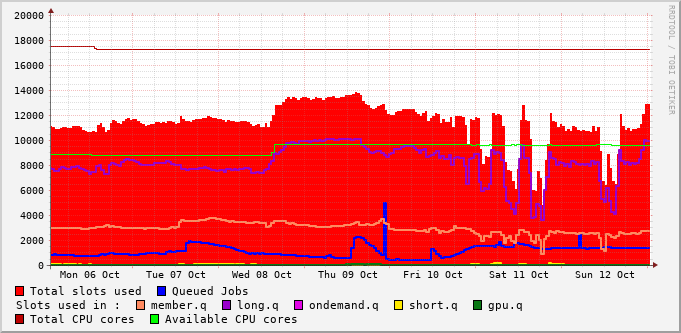 20000
18000
16000
14000
12000
10000
8000
6000
4000
2000
0
Mon 06 Oct Tue 07 Oct Wed 08 Oct Thu 09 Oct Fri 10 Oct Sat 11 Oct Sun 12 Oct
RRDTOOL / TOBI OETIKER
Total slots used Queued Jobs
Slots used in : member.q long.q ondemand.q short.q gpu.q
Total CPU cores Available CPU cores